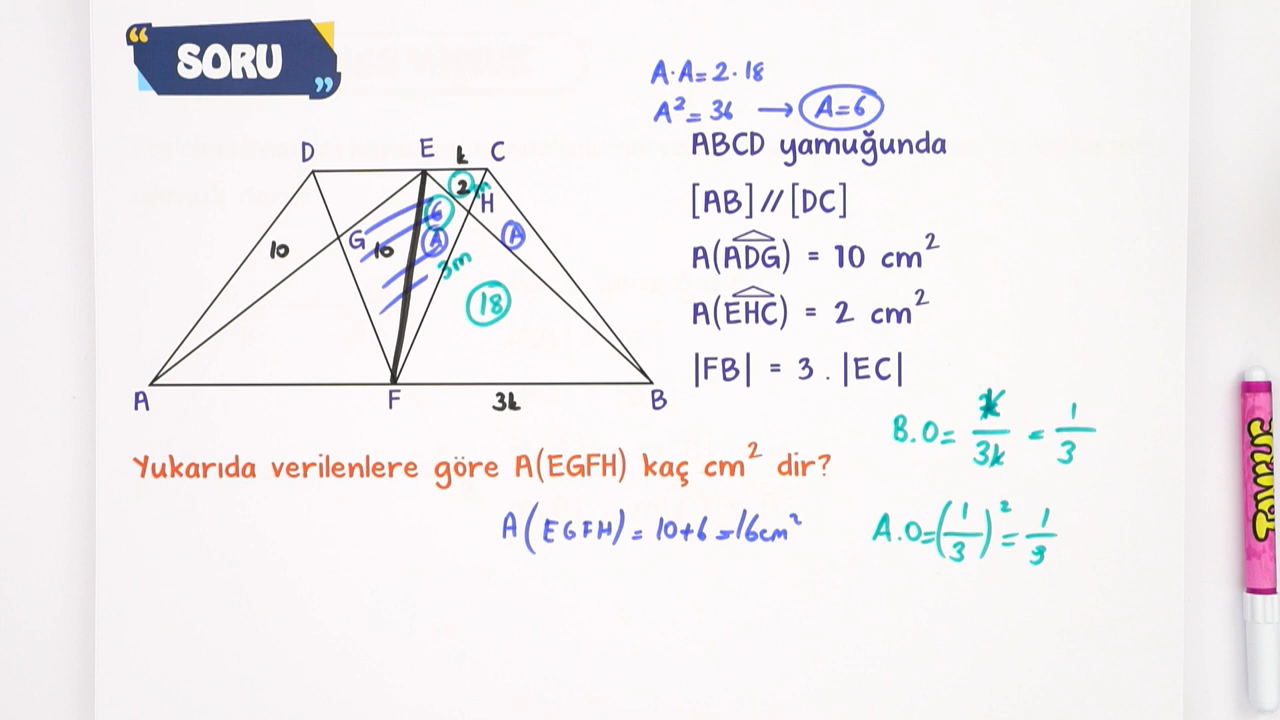 “ SORU ”
A·A=2·18
A²=36 → A=6
ABCD yamuğunda
[AB]//[DC]
A(ADG) = 10 cm²
A(EHC) = 2 cm²
|FB| = 3 . |EC|
D E k C
2 m H
6
G 10 A A
10
3m
18
A F 3k B
B.O= k/3k = 1/3
Yukarıda verilenlere göre A(EGFH) kaç cm² dir?
A(EGFH)= 10+6=16cm²
A.O=(1/3)²=1/9